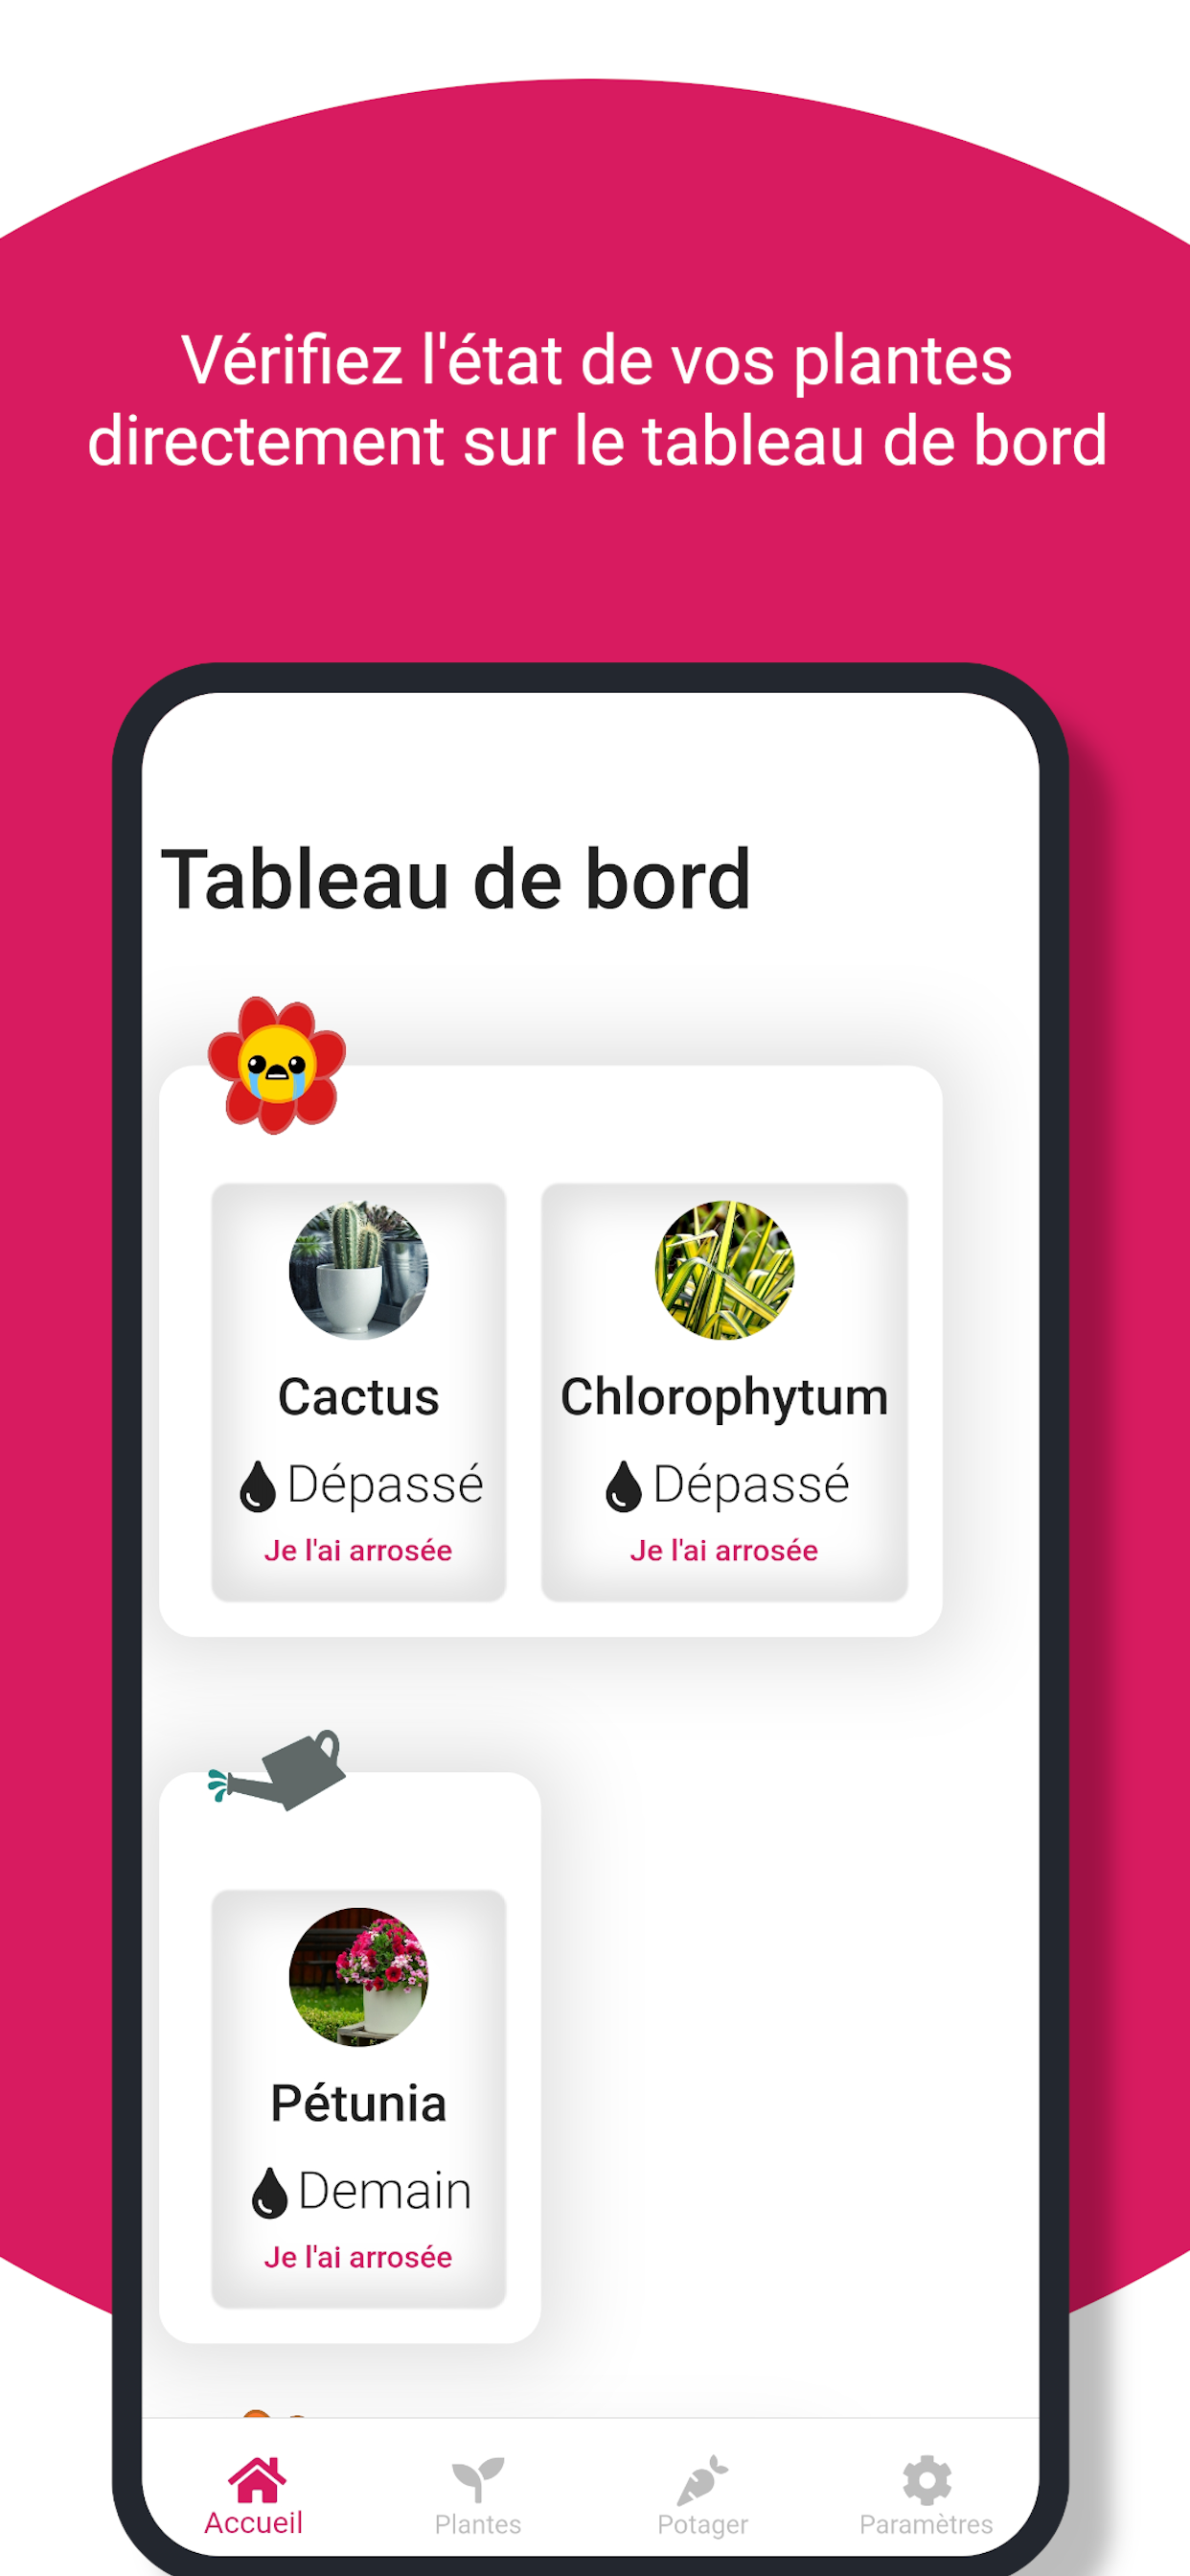 Vérifiez l'état de vos plantes
directement sur le tableau de bord
Tableau de bord
Cactus
Dépassé
Je l'ai arrosée
Chlorophytum
Dépassé
Je l'ai arrosée
Pétunia
Demain
Je l'ai arrosée
Accueil
Plantes
Potager
Paramètres